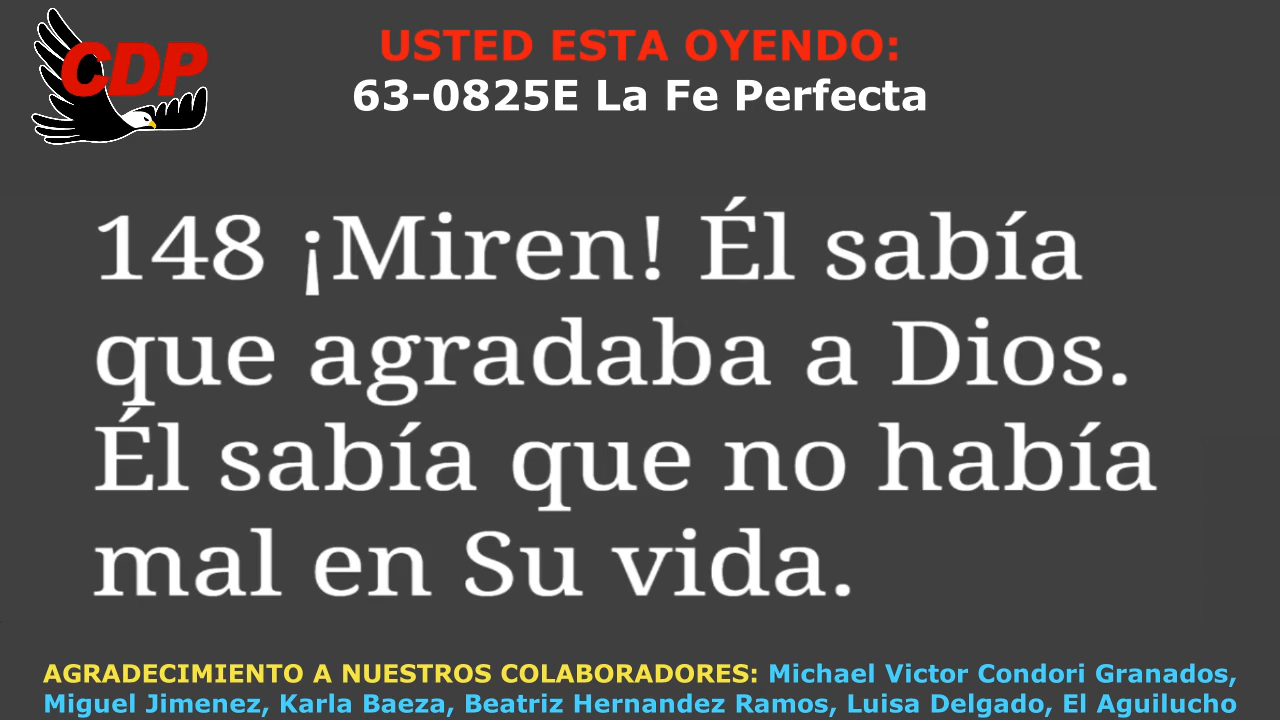 CDP
USTED ESTA OYENDO:
63-0825E La Fe Perfecta
148 ¡Miren! Él sabía
que agradaba a Dios.
Él sabía que no había
mal en Su vida.
AGRADECIMIENTO A NUESTROS COLABORADORES: Michael Victor Condori Granados,
Miguel Jimenez, Karla Baeza, Beatriz Hernandez Ramos, Luisa Delgado, El Aguilucho